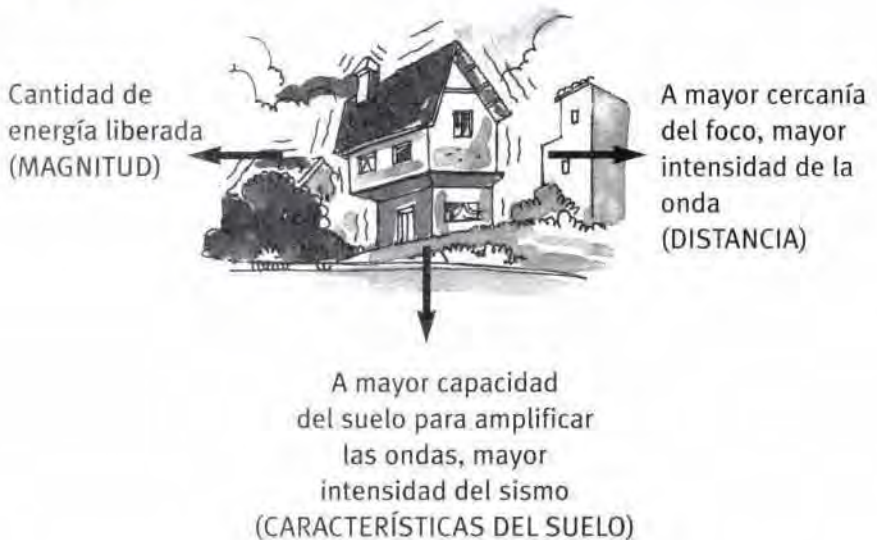 Cantidad de
energía liberada
(MAGNITUD)
A mayor cercanía
del foco, mayor
intensidad de la
onda
(DISTANCIA)
A mayor capacidad
del suelo para amplificar
las ondas, mayor
intensidad del sismo
(CARACTERÍSTICAS DEL SUELO)